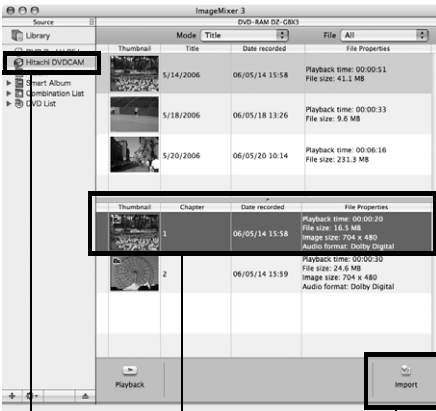 ImageMixer 3
Source
DVD-RAM DZ-GBX3
Library
Mode Title
File All
Thumbnail Title Date recorded File Properties
Hitachi DVDCAM
Smart Album
Combination List
DVD List
5/14/2006 06/05/14 15:58 Playback time: 00:00:51
File size: 41.1 MB
5/18/2006 06/05/18 13:26 Playback time: 00:00:33
File size: 9.6 MB
5/20/2006 06/05/20 10:14 Playback time: 00:06:16
File size: 231.3 MB
Thumbnail Chapter Date recorded File Properties
1 06/05/14 15:58 Playback time: 00:00:20
File size: 16.5 MB
Image size: 704 x 480
Audio format: Dolby Digital
2 06/05/14 15:59 Playback time: 00:00:30
File size: 24.6 MB
Image size: 704 x 480
Audio format: Dolby Digital
Playback
Import